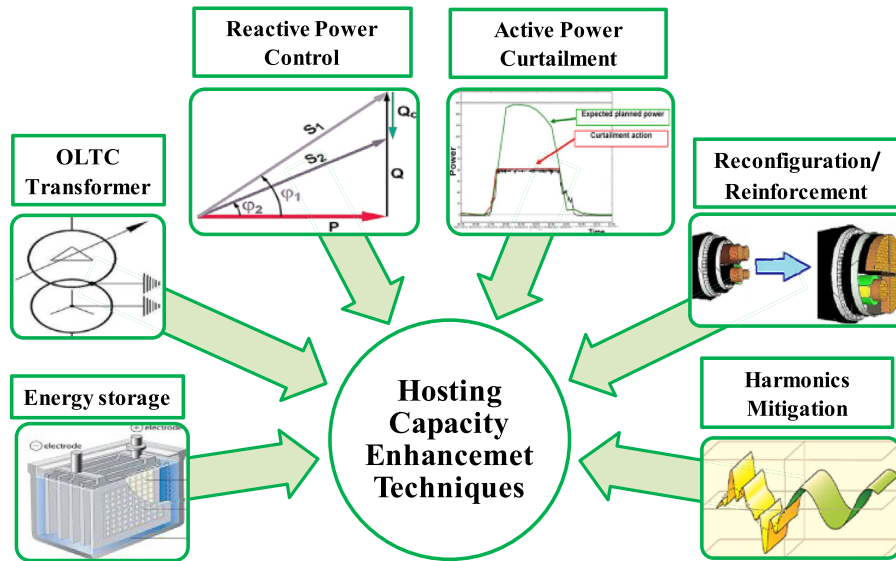 Reactive Power
Control
Active Power
Curtailment
OLTC
Transformer
S1
S2
Qc
Q
φ1
φ2
P
Expected planned power
Curtailment action
Power
Time
Reconfiguration/
Reinforcement
Energy storage
electrode
electrode
Hosting
Capacity
Enhancemet
Techniques
Harmonics
Mitigation